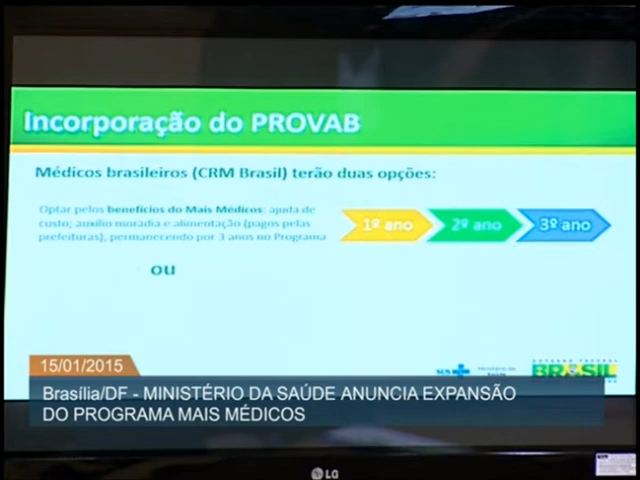 Incorporação do PROVAB
Médicos brasileiros (CRM Brasil) terão duas opções:
Optar pelos benefícios do Mais Médicos: ajuda de
custo; auxílio moradia e alimentação (pagos pelas
prefeituras), permanecendo por 3 anos no Programa
1º ano
2º ano
3º ano
ou
15/01/2015
SUS
BRASIL
Brasília/DF - MINISTÉRIO DA SAÚDE ANUNCIA EXPANSÃO
DO PROGRAMA MAIS MÉDICOS
LG